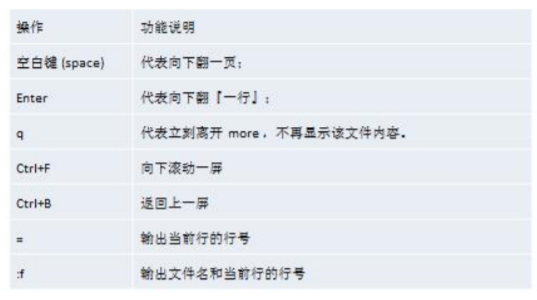 操作 功能说明
空白键 (space) 代表向下翻一页；
Enter 代表向下翻『一行』；
q 代表立刻离开 more ，不再显示该文件内容。
Ctrl+F 向下滚动一屏
Ctrl+B 返回上一屏
= 输出当前行的行号
:f 输出文件名和当前行的行号